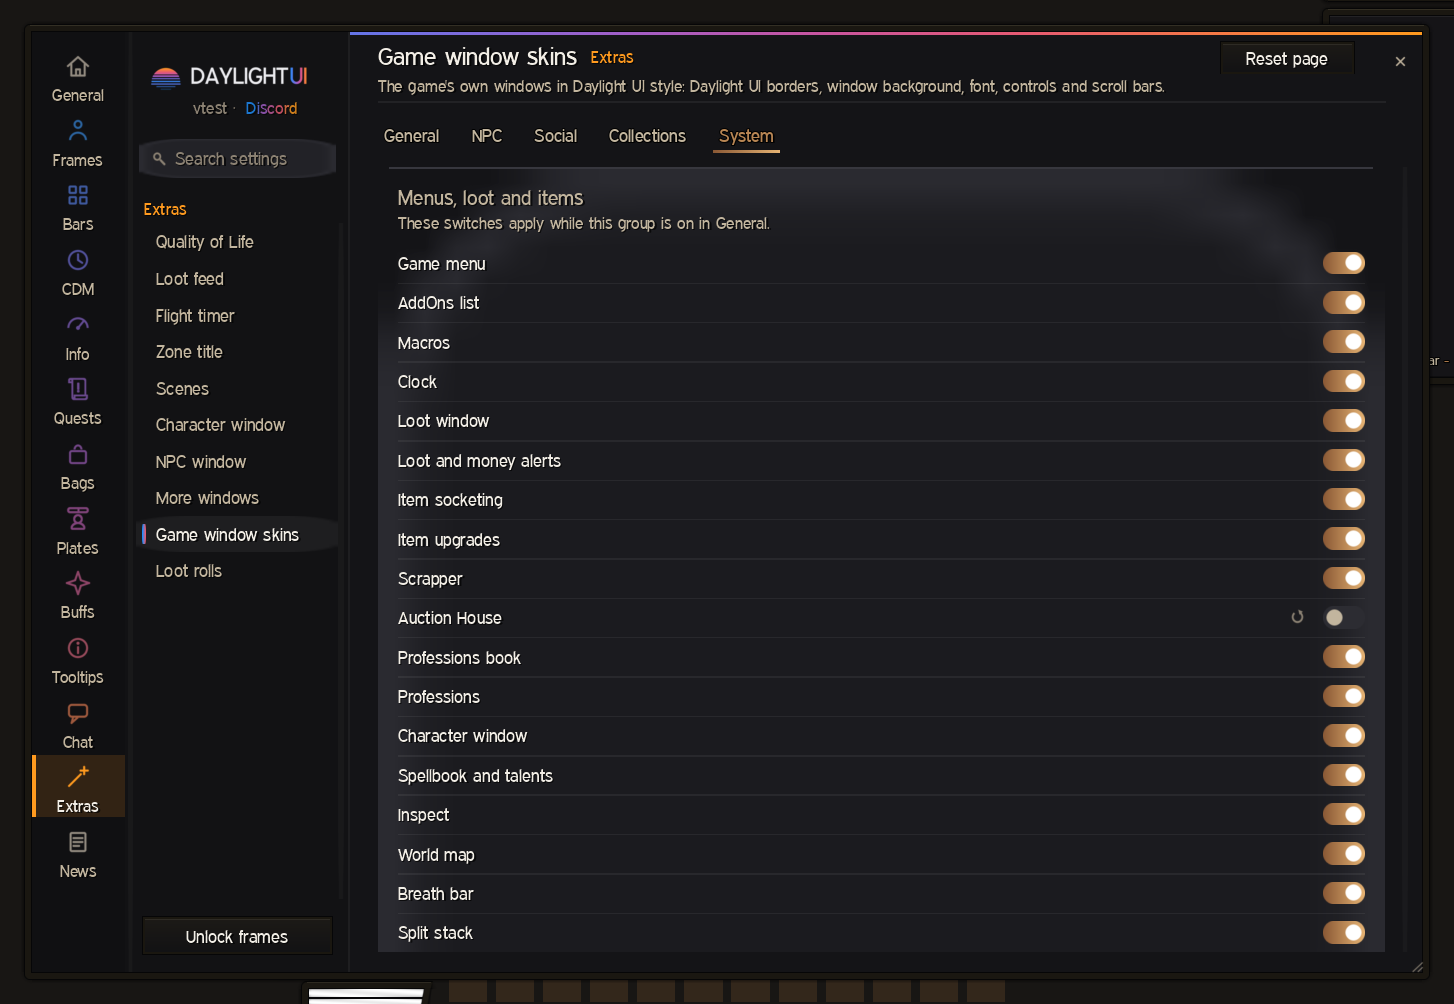 General
Frames
Bars
CDM
Info
Quests
Bags
Plates
Buffs
Tooltips
Chat
Extras
News
DAYLIGHTUI
vtest · Discord
Search settings
Extras
Quality of Life
Loot feed
Flight timer
Zone title
Scenes
Character window
NPC window
More windows
Game window skins
Loot rolls
Unlock frames
Game window skins Extras
The game's own windows in Daylight UI style: Daylight UI borders, window background, font, controls and scroll bars.
Reset page
General NPC Social Collections System
Menus, loot and items
These switches apply while this group is on in General.
Game menu
AddOns list
Macros
Clock
Loot window
Loot and money alerts
Item socketing
Item upgrades
Scrapper
Auction House
Professions book
Professions
Character window
Spellbook and talents
Inspect
World map
Breath bar
Split stack